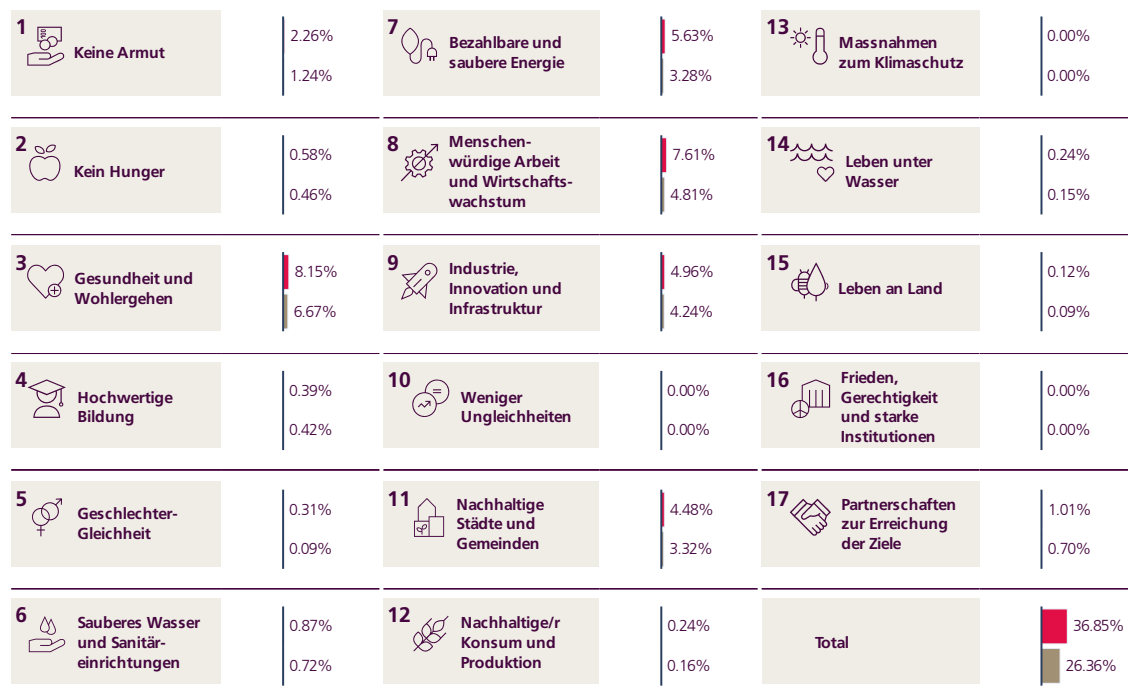 1
Keine Armut
2.26%
1.24%
2
Kein Hunger
0.58%
0.46%
3
Gesundheit und
Wohlergehen
8.15%
6.67%
4
Hochwertige
Bildung
0.39%
0.42%
5
Geschlechter-
Gleichheit
0.31%
0.09%
6
Sauberes Wasser
und Sanitär-
einrichtungen
0.87%
0.72%
7
Bezahlbare und
saubere Energie
5.63%
3.28%
8
Menschen-
würdige Arbeit
und Wirtschafts-
wachstum
7.61%
4.81%
9
Industrie,
Innovation und
Infrastruktur
4.96%
4.24%
10
Weniger
Ungleichheiten
0.00%
0.00%
11
Nachhaltige
Städte und
Gemeinden
4.48%
3.32%
12
Nachhaltige/r
Konsum und
Produktion
0.24%
0.16%
13
Massnahmen
zum Klimaschutz
0.00%
0.00%
14
Leben unter
Wasser
0.24%
0.15%
15
Leben an Land
0.12%
0.09%
16
Frieden,
Gerechtigkeit
und starke
Institutionen
0.00%
0.00%
17
Partnerschaften
zur Erreichung
der Ziele
1.01%
0.70%
Total
36.85%
26.36%